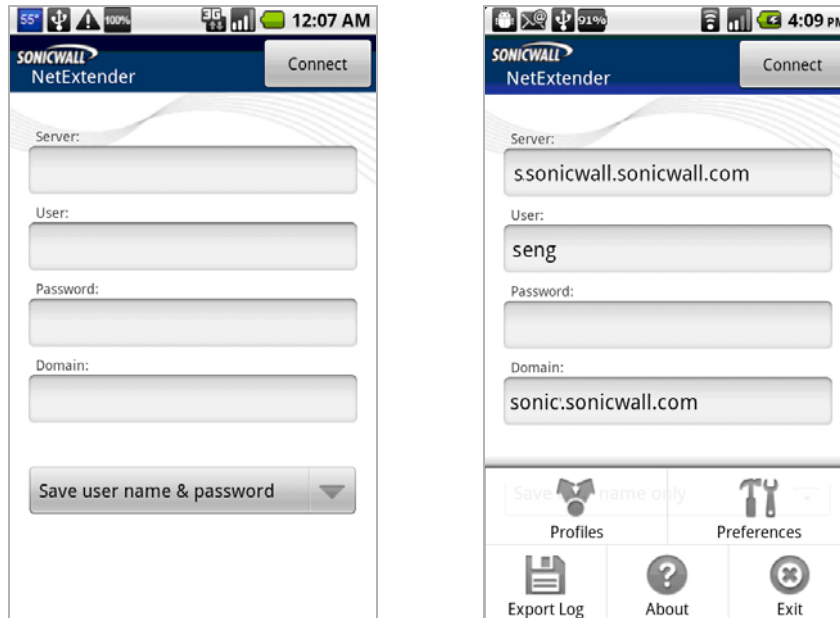 55° 100% 3G 12:07 AM
SONICWALL
NetExtender
Connect
Server:
User:
Password:
Domain:
Save user name & password
91% 4:09 PM
SONICWALL
NetExtender
Connect
Server:
s.sonicwall.sonicwall.com
User:
seng
Password:
Domain:
sonic'.sonicwall.com
Save name only
Profiles
Preferences
Export Log
About
Exit